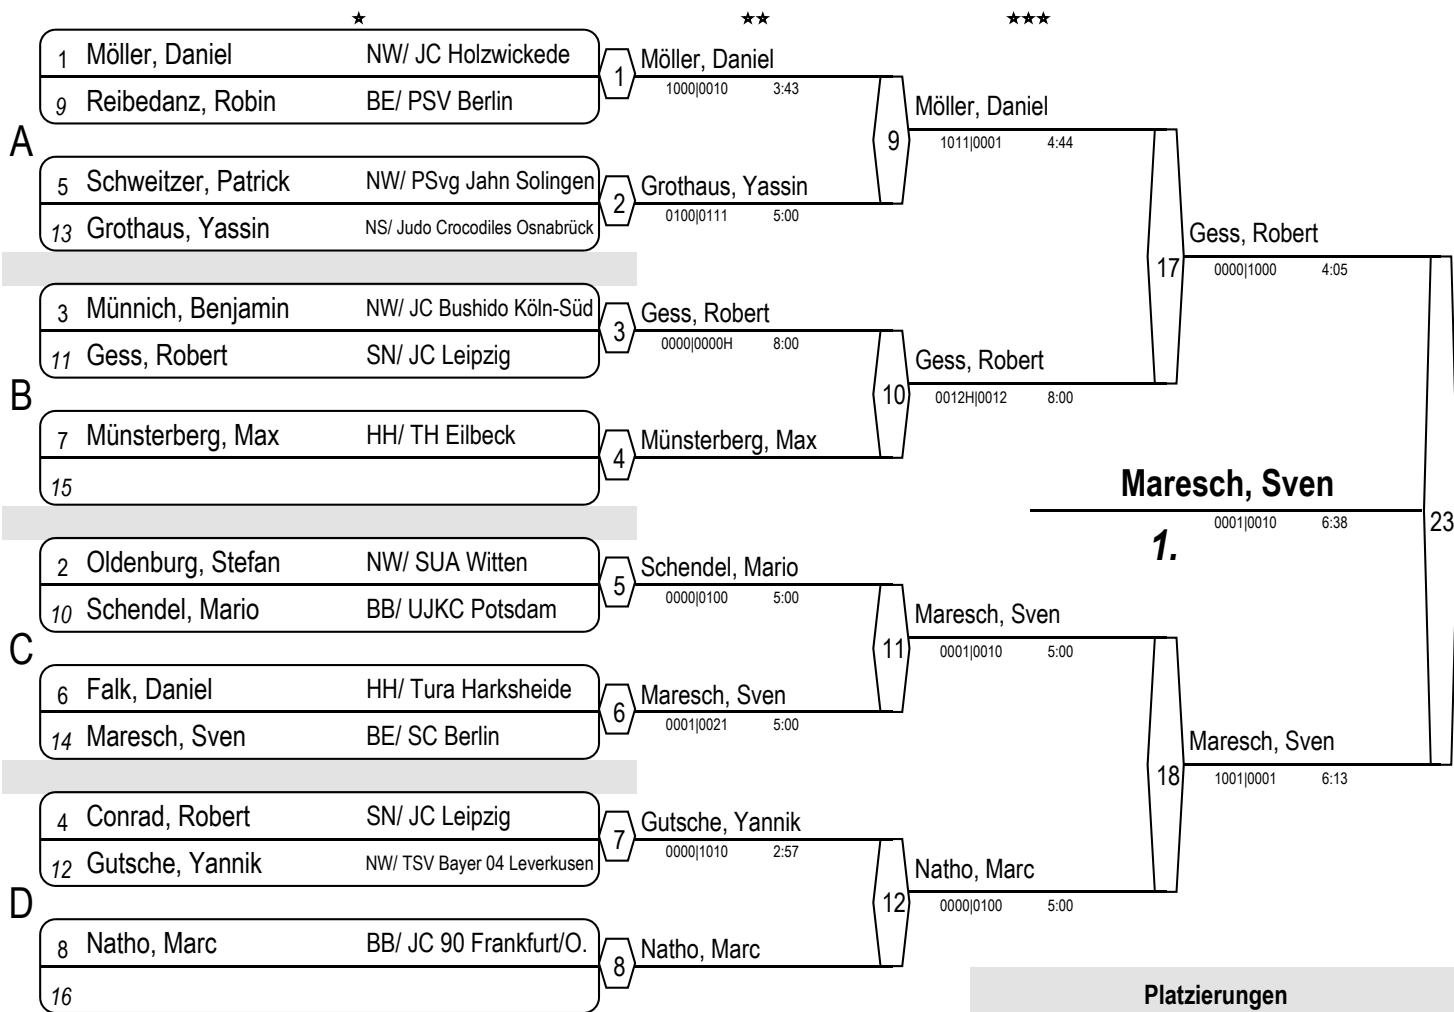 ★ ★★ ★★★
1 Möller, Daniel NW/ JC Holzwickede
9 Reibedanz, Robin BE/ PSV Berlin
1 Möller, Daniel
1000|0010 3:43
A
5 Schweitzer, Patrick NW/ PSvg Jahn Solingen
13 Grothaus, Yassin NS/ Judo Crocodiles Osnabrück
2 Grothaus, Yassin
0100|0111 5:00
9 Möller, Daniel
1011|0001 4:44
3 Münnich, Benjamin NW/ JC Bushido Köln-Süd
11 Gess, Robert SN/ JC Leipzig
3 Gess, Robert
0000|0000H 8:00
B
7 Münsterberg, Max HH/ TH Eilbeck
15
4 Münsterberg, Max
10 Gess, Robert
0012H|0012 8:00
17 Gess, Robert
0000|1000 4:05
2 Oldenburg, Stefan NW/ SUA Witten
10 Schendel, Mario BB/ UJKC Potsdam
5 Schendel, Mario
0000|0100 5:00
C
6 Falk, Daniel HH/ Tura Harksheide
14 Maresch, Sven BE/ SC Berlin
6 Maresch, Sven
0001|0021 5:00
11 Maresch, Sven
0001|0010 5:00
4 Conrad, Robert SN/ JC Leipzig
12 Gutsche, Yannik NW/ TSV Bayer 04 Leverkusen
7 Gutsche, Yannik
0000|1010 2:57
D
8 Natho, Marc BB/ JC 90 Frankfurt/O.
16
8 Natho, Marc
12 Natho, Marc
0000|0100 5:00
18 Maresch, Sven
1001|0001 6:13
23
Maresch, Sven
0001|0010 6:38
1.
Platzierungen